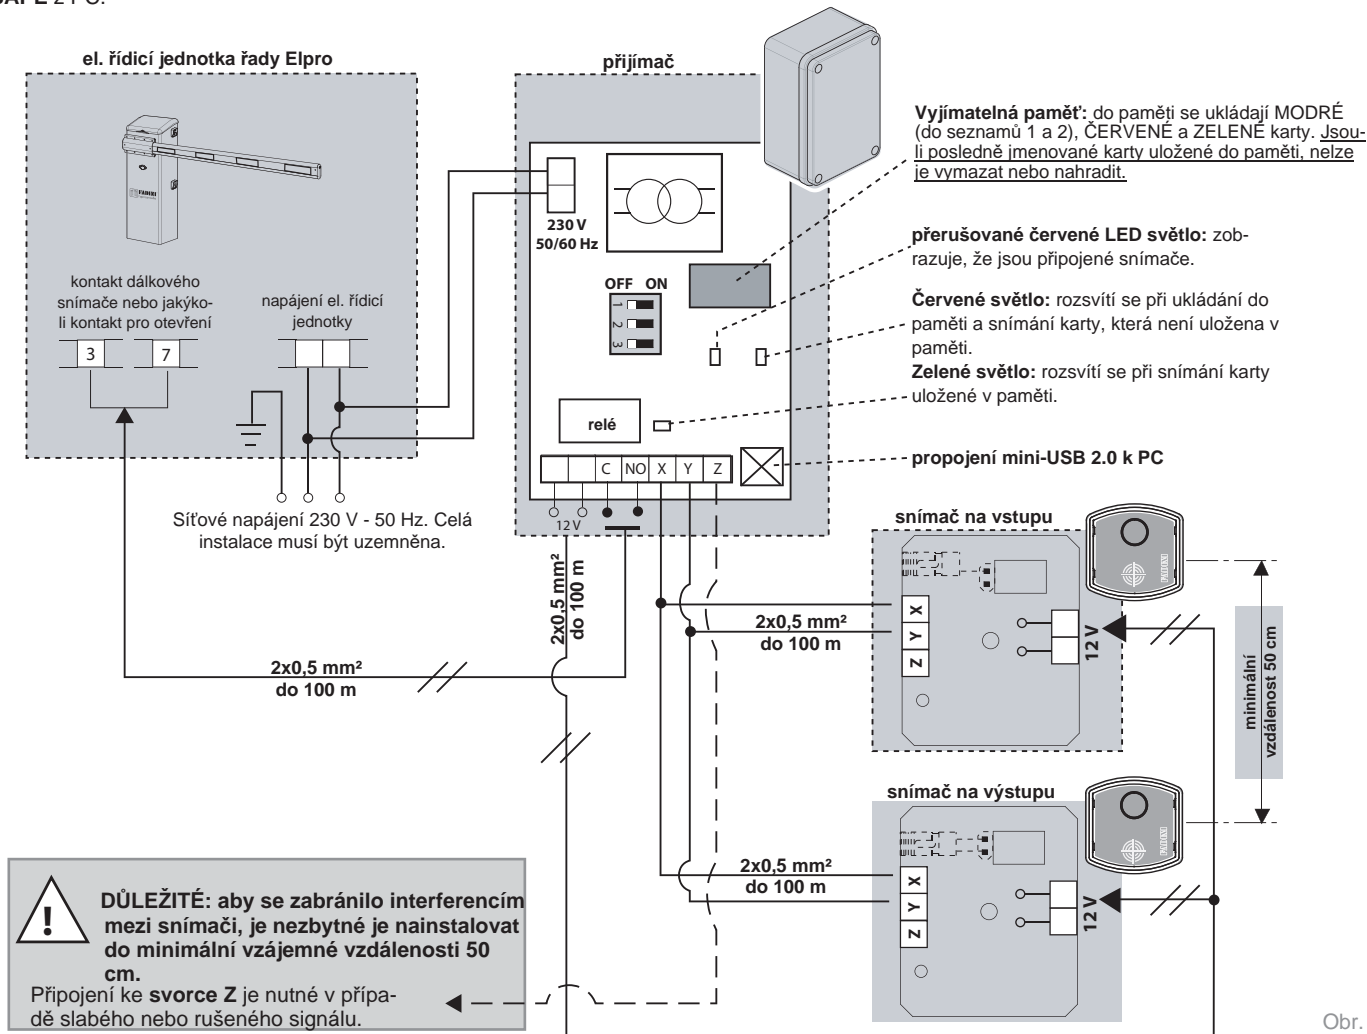 el. řídicí jednotka řady Elpro
přijímač
FADINI
Vyjímatelná paměť: do paměti se ukládají MODRÉ
(do seznamů 1 a 2), ČERVENÉ a ZELENÉ karty. Jsou-
li posledně jmenované karty uložené do paměti, nelze
je vymazat nebo nahradit.
230 V
50/60 Hz
přerušované červené LED světlo: zob-
razuje, že jsou připojené snímače.
kontakt dálkového
snímače nebo jakýko-
li kontakt pro otevření
napájení el. řídicí
jednotky
OFF ON
1
2
3
Červené světlo: rozsvítí se při ukládání do
paměti a snímání karty, která není uložena v
paměti.
3
7
Zelené světlo: rozsvítí se při snímání karty
uložené v paměti.
relé
C NO X Y Z
propojení mini-USB 2.0 k PC
12 V
Síťové napájení 230 V - 50 Hz. Celá
instalace musí být uzemněna.
snímač na vstupu
FADINI
2x0,5 mm²
do 100 m
X
Y
Z
12 V
2x0,5 mm²
do 100 m
2x0,5 mm²
do 100 m
minimální
vzdálenost 50 cm
snímač na výstupu
FADINI
2x0,5 mm²
do 100 m
X
Y
Z
12 V
!
DŮLEŽITÉ: aby se zabránilo interferencím
mezi snímači, je nezbytné je nainstalovat
do minimální vzájemné vzdálenosti 50
cm.
Připojení ke svorce Z je nutné v přípa-
dě slabého nebo rušeného signálu.
Obr.